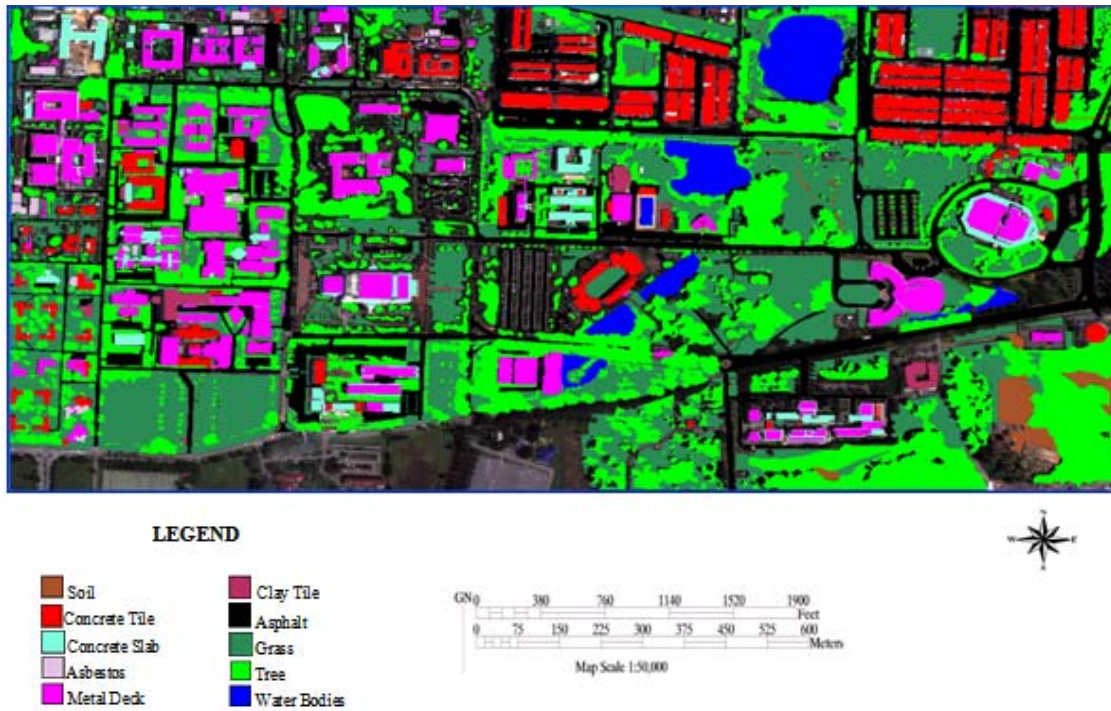 LEGEND
N
W E
S
Soil
Concrete Tile
Concrete Slab
Asbestos
Metal Deck
Clay Tile
Asphalt
Grass
Tree
Water Bodies
GN 0 380 760 1140 1520 1900
Feet
0 75 150 225 300 375 450 525 600
Meters
Map Scale 1:50,000